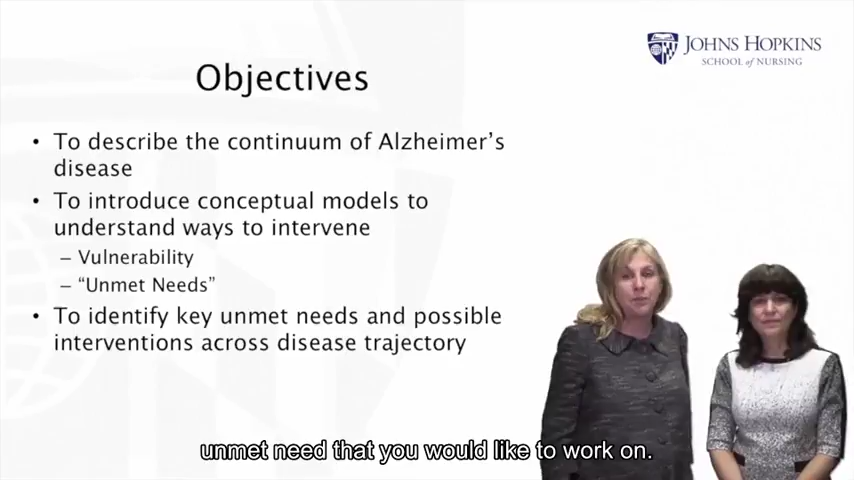 JOHNS HOPKINS
SCHOOL of NURSING
Objectives
• To describe the continuum of Alzheimer's
disease
• To introduce conceptual models to
understand ways to intervene
– Vulnerability
– "Unmet Needs"
• To identify key unmet needs and possible
interventions across disease trajectory
unmet need that you would like to work on.